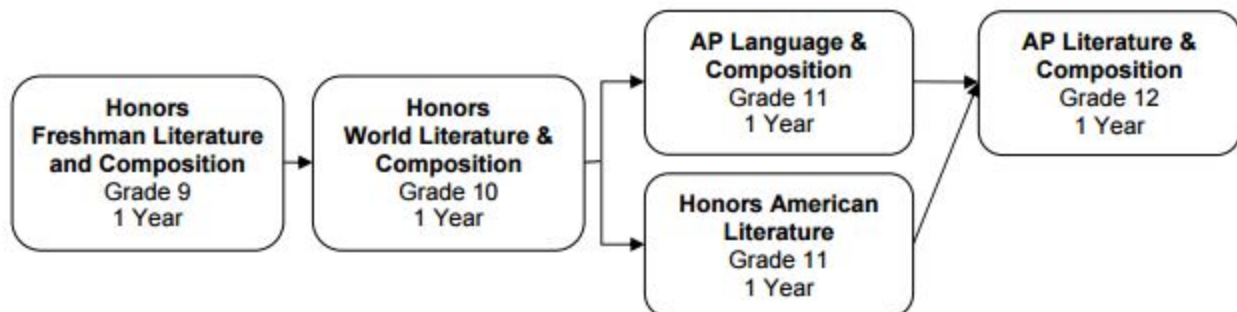 Honors
Freshman Literature
and Composition
Grade 9
1 Year
Honors
World Literature &
Composition
Grade 10
1 Year
AP Language &
Composition
Grade 11
1 Year
Honors American
Literature
Grade 11
1 Year
AP Literature &
Composition
Grade 12
1 Year